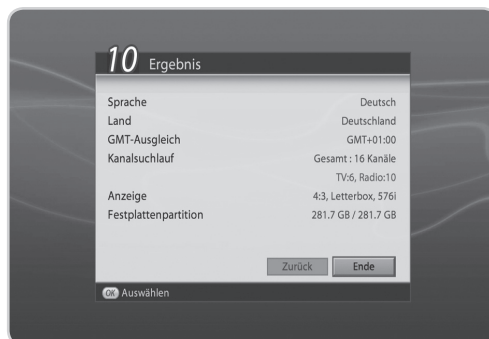 10 Ergebnis
Sprache Deutsch
Land Deutschland
GMT-Ausgleich GMT+01:00
Kanalsuchlauf Gesamt : 16 Kanäle
TV:6, Radio:10
Anzeige 4:3, Letterbox, 576i
Festplattenpartition 281.7 GB / 281.7 GB
Zurück Ende
OK Auswählen